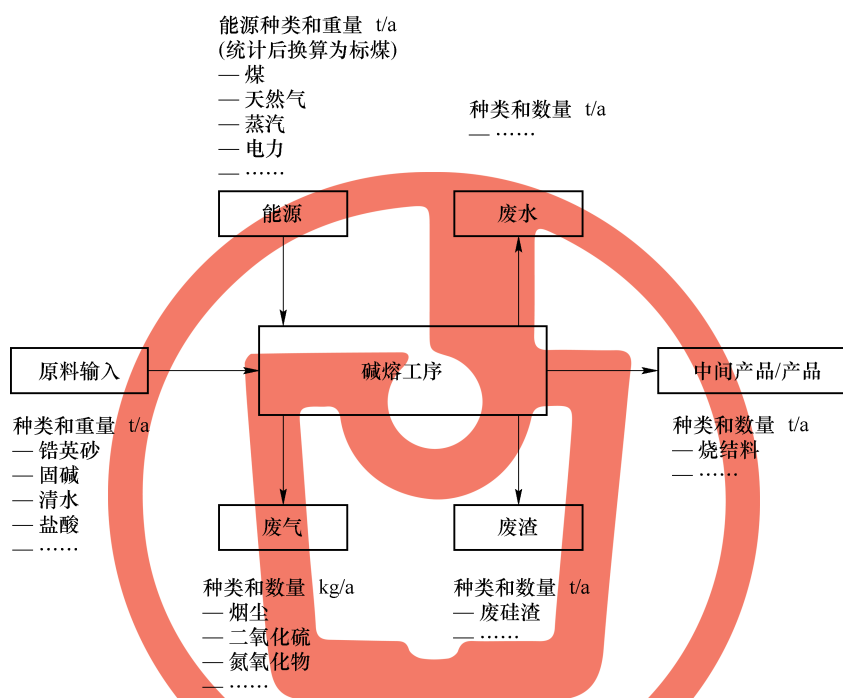 能源种类和重量 t/a
(统计后换算为标煤)
— 煤
— 天然气
— 蒸汽
— 电力
— ……
种类和数量 t/a
— ……
能源
废水
原料输入
碱熔工序
中间产品/产品
种类和重量 t/a
— 锆英砂
— 固碱
— 清水
— 盐酸
— ……
种类和数量 t/a
— 烧结料
— ……
废气
废渣
种类和数量 kg/a
— 烟尘
— 二氧化硫
— 氮氧化物
— ……
种类和数量 t/a
— 废硅渣
— ……